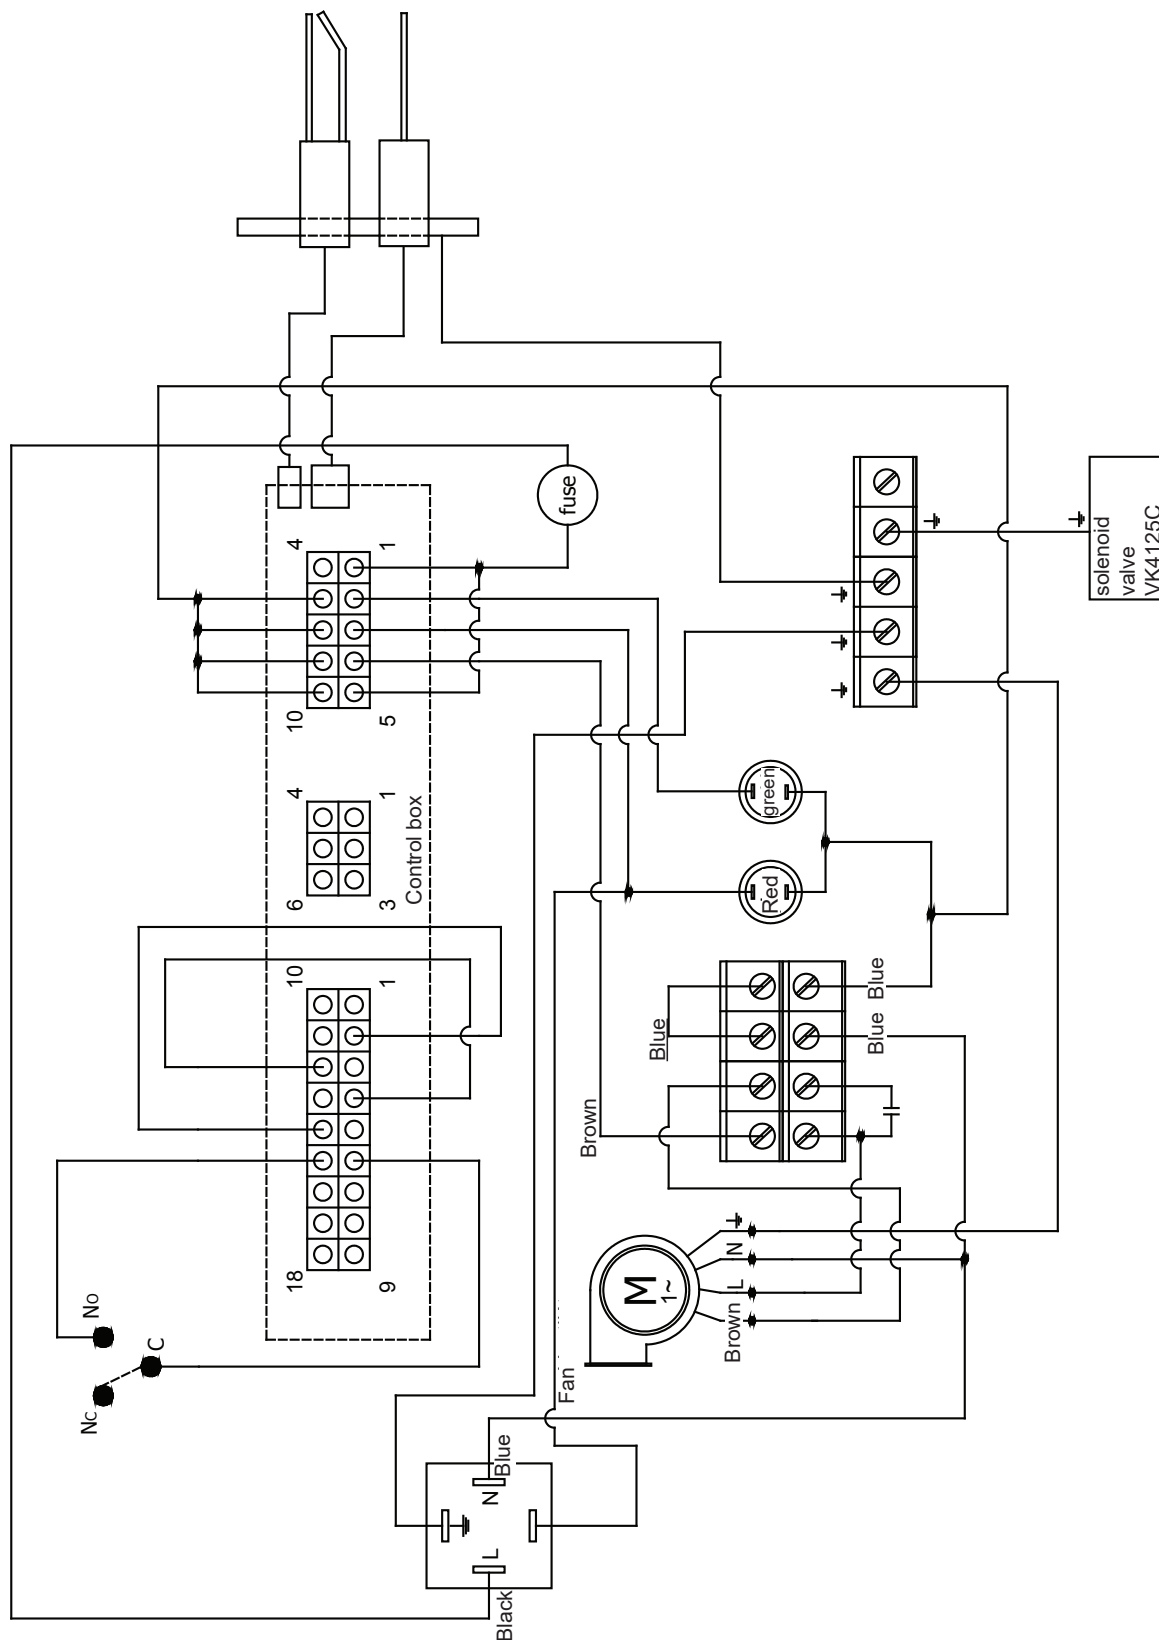 fuse
4
1
10
5
4
1
6
3
Control box
10
1
18
9
No
C
Nc
solenoid
valve
VK4125C
green
Red
Blue
Blue
Blue
Brown
M
1~
N
L
Brown
Fan
N
Blue
L
Black